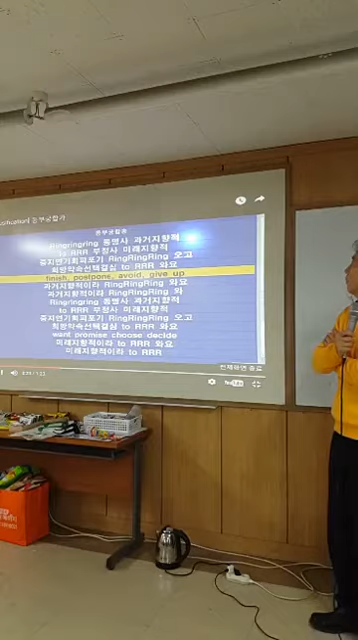 동부궁합가
Ringringring 동명사 과거지향적
to RRR 부정사 미래지향적
중지연기회피포기 RingRingRing 오고
희망약속선택결심 to RRR 와요
finish, postpone, avoid, give up
과거지향적이라 RingRingRing 와요
과거지향적이라 RingRingRing 와
Ringringring 동명사 과거지향적
to RRR 부정사 미래지향적
중지연기회피포기 RingRingRing 오고
희망약속선택결심 to RRR 와요
want promise choose decide
미래지향적이라 to RRR 와요
미래지향적이라 to RRR
전체화면 종료